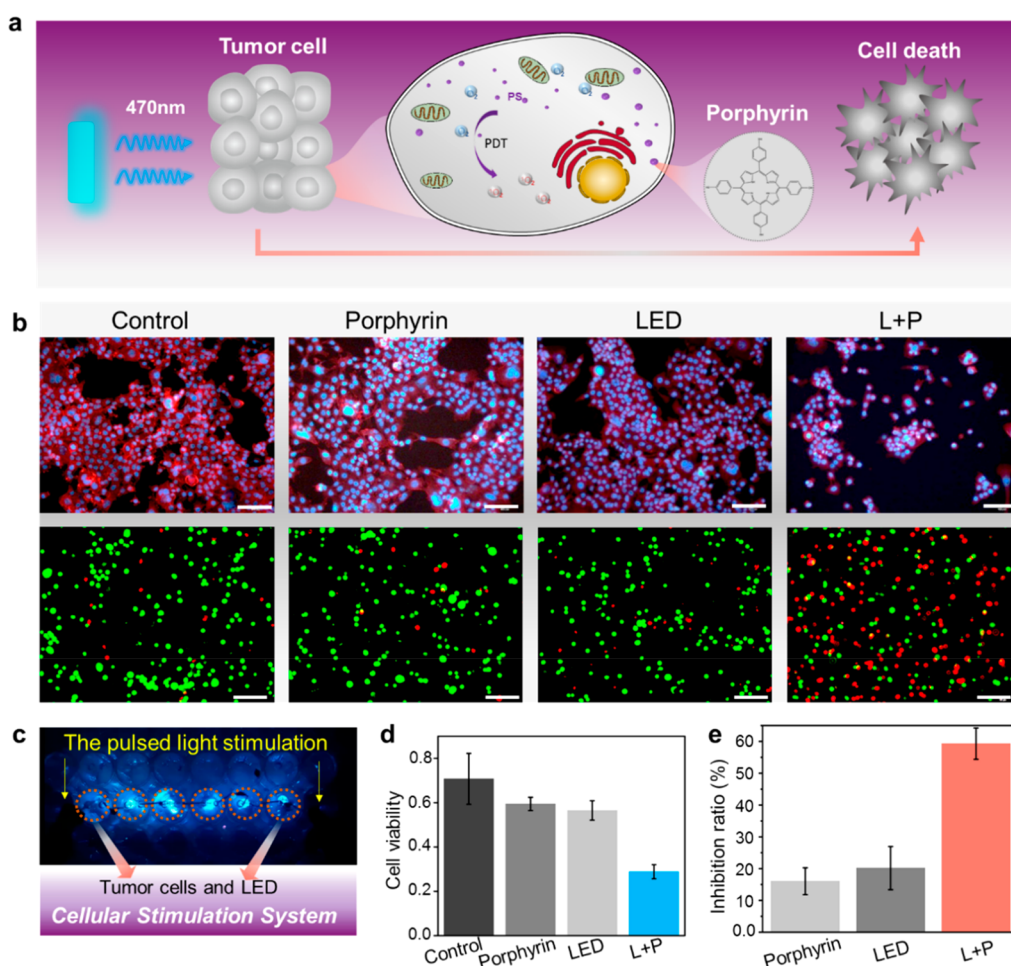 a
Tumor cell
Cell death
470nm
PS
PDT
Porphyrin
b
Control
Porphyrin
LED
L+P
c
The pulsed light stimulation
Tumor cells and LED
Cellular Stimulation System
d
Cell viability
0.8
0.6
0.4
0.2
0.0
Control
Porphyrin
LED
L+P
e
Inhibition ratio (%)
60
50
40
30
20
10
0.0
Porphyrin
LED
L+P